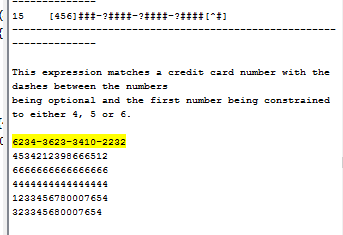 15 [456]###-?####-?####-?####[^#]
--------------------------------------------------
--------------
This expression matches a credit card number with the
dashes between the numbers
being optional and the first number being constrained
to either 4, 5 or 6.
6234-3623-3410-2232
4534212398666512
6666666666666666
4444444444444444
1233456780007654
323345680007654